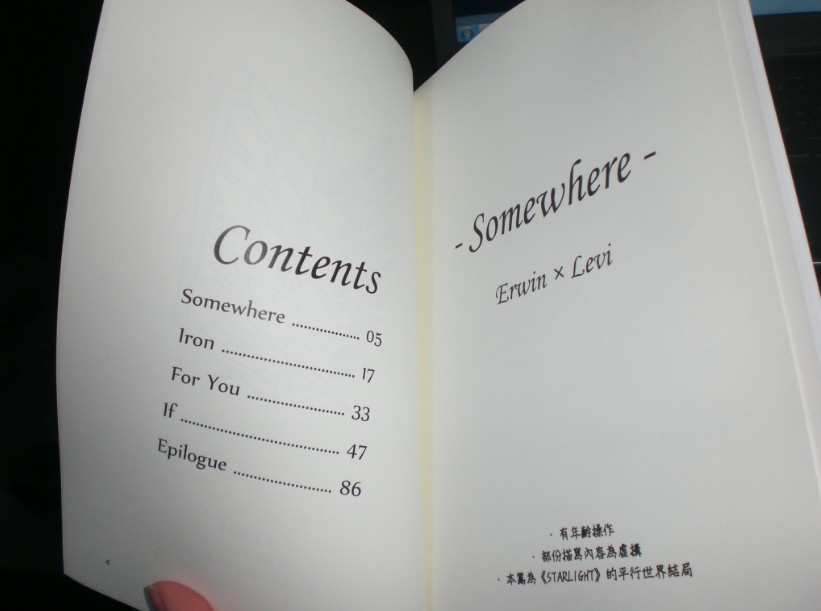 Contents
Somewhere .................. 05
Iron .................................. 17
For You ........................ 33
If ....................................... 47
Epilogue ........................ 86
4
- Somewhere -
Erwin × Levi
· 有年齡操作
· 部份描寫內容為虛構
· 本篇為《STARLIGHT》的平行世界結局